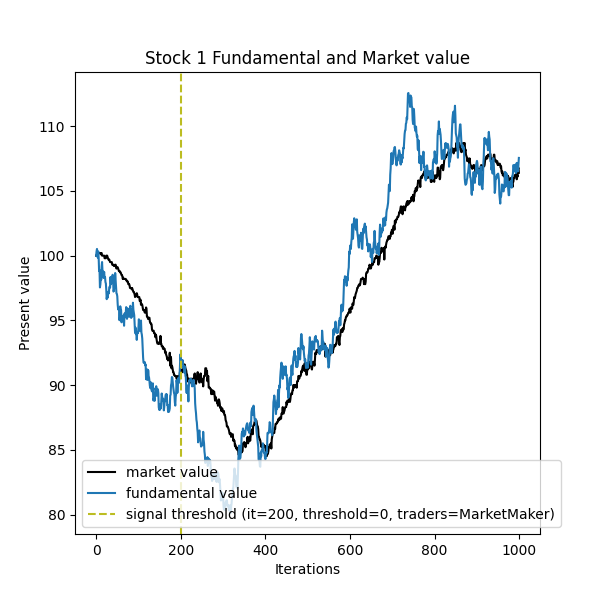 Stock 1 Fundamental and Market value
Present value
110
105
100
95
90
85
80
market value
fundamental value
signal threshold (it=200, threshold=0, traders=MarketMaker)
0 200 400 600 800 1000
Iterations